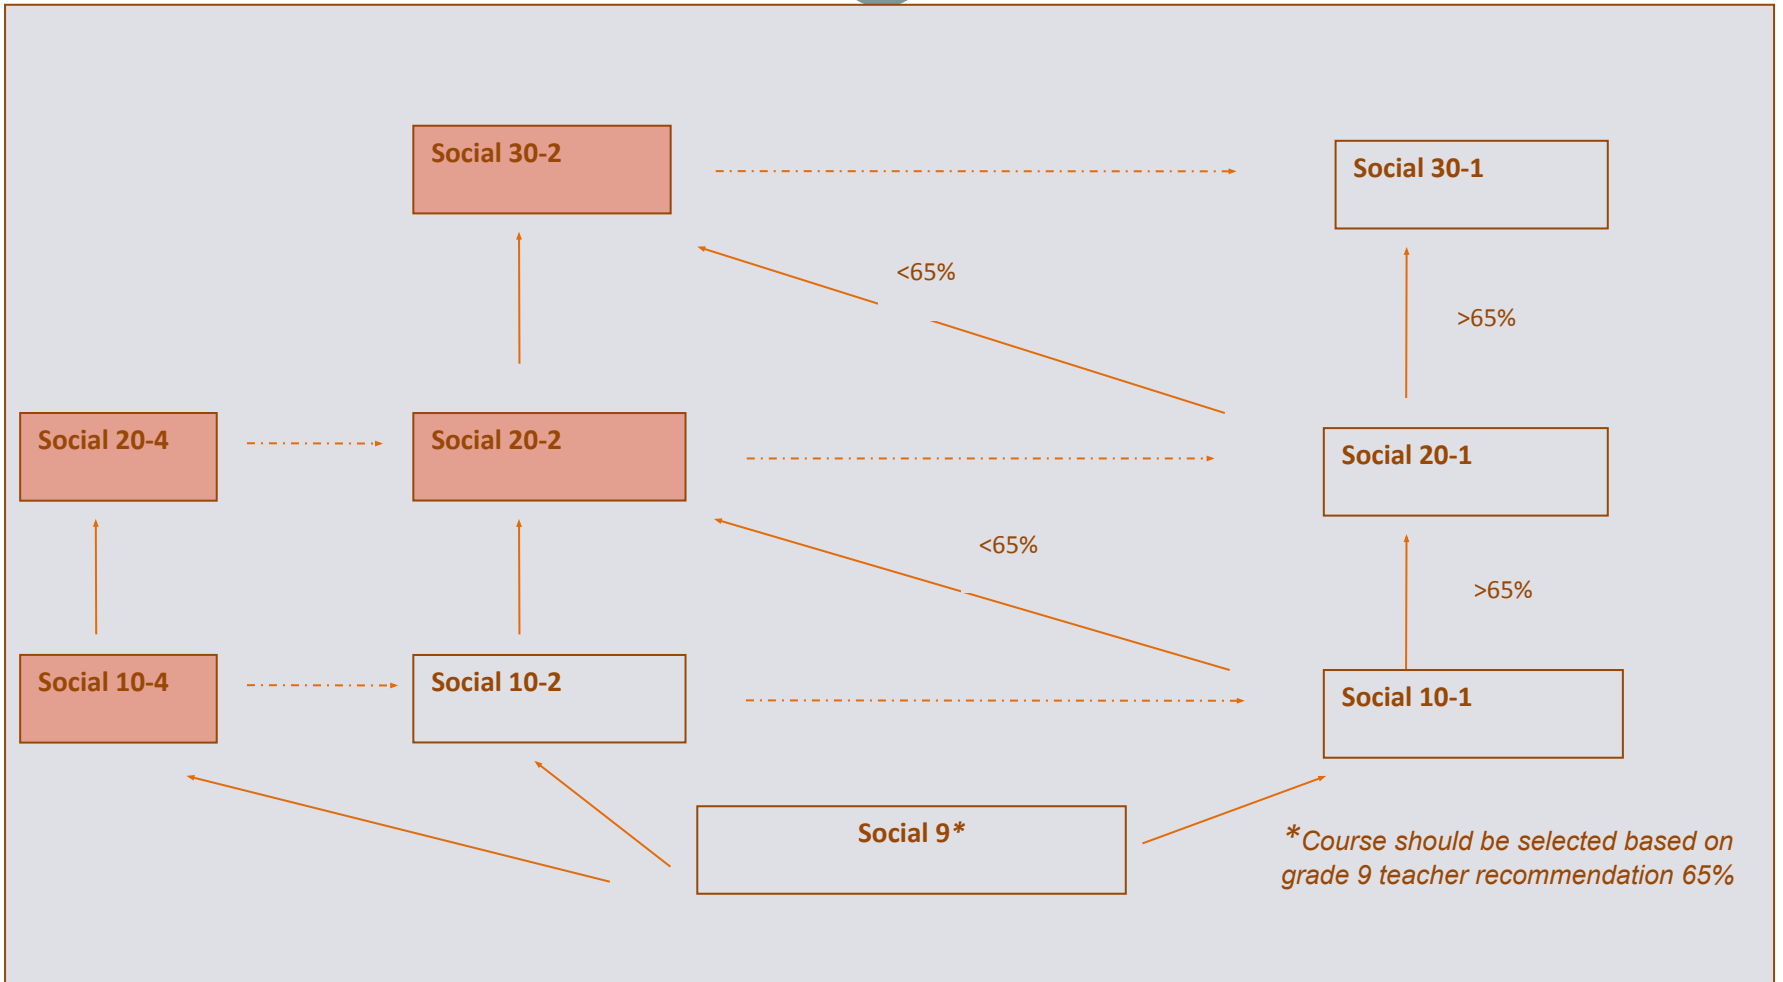 Social 30-2
Social 30-1
<65%
>65%
Social 20-4
Social 20-2
Social 20-1
<65%
>65%
Social 10-4
Social 10-2
Social 10-1
Social 9*
*Course should be selected based on
grade 9 teacher recommendation 65%